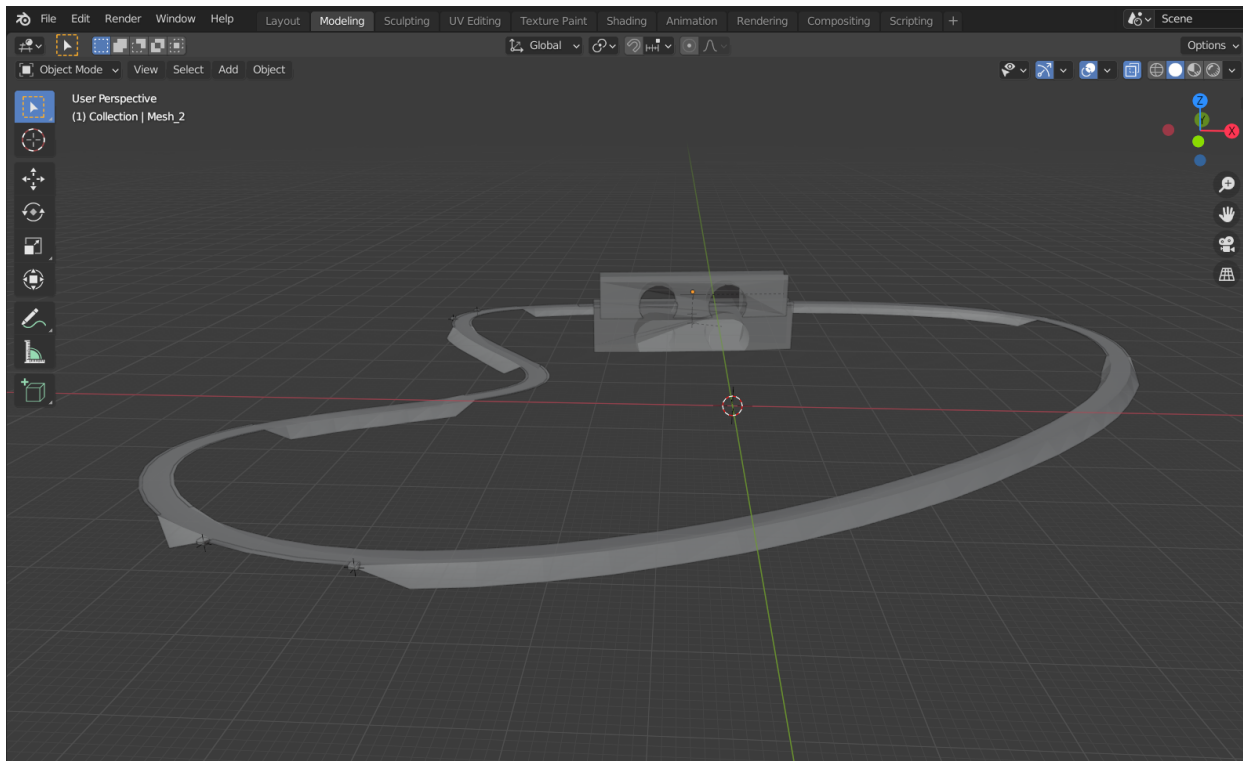 File Edit Render Window Help Layout Modeling Sculpting UV Editing Texture Paint Shading Animation Rendering Compositing Scripting + Scene
Global Options
Object Mode View Select Add Object
User Perspective
(1) Collection | Mesh_2
Z
Y
X